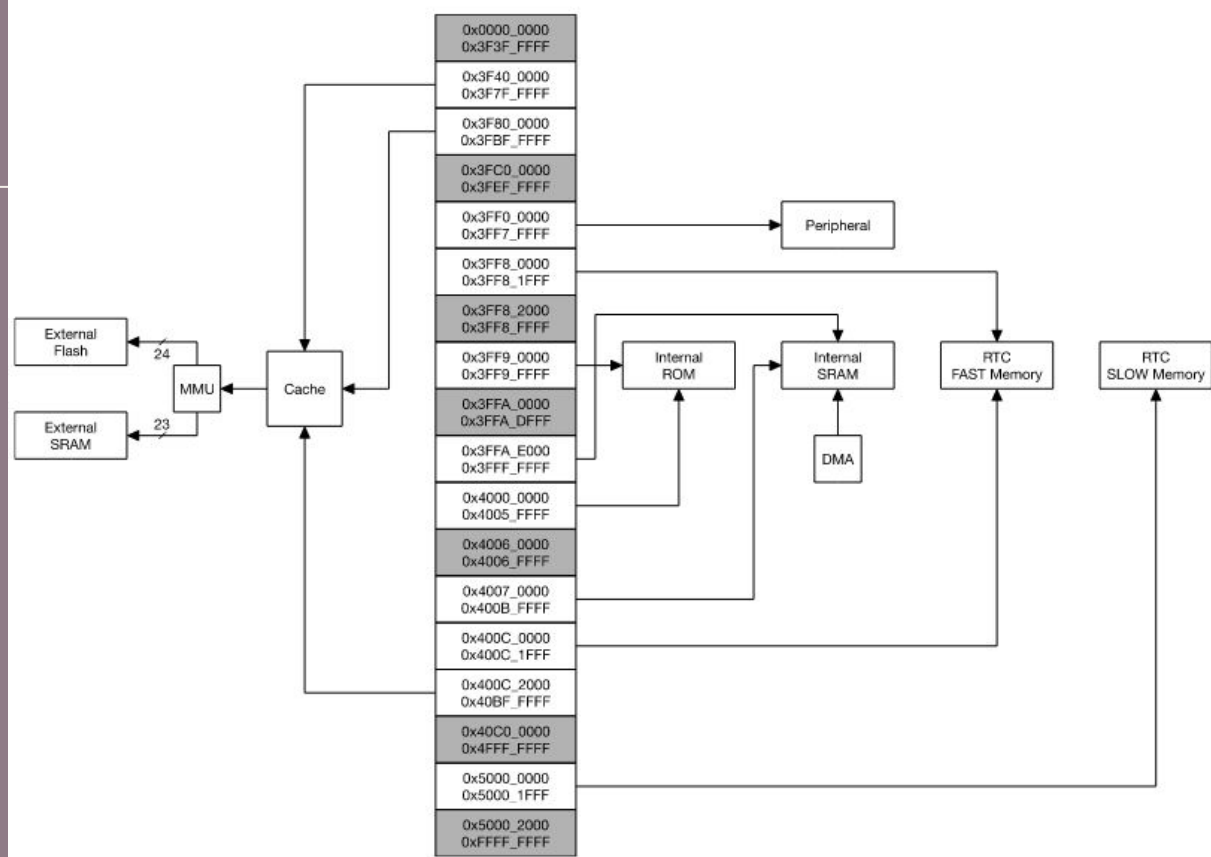 0x0000_0000
0x3F3F_FFFF
0x3F40_0000
0x3F7F_FFFF
0x3F80_0000
0x3FBF_FFFF
0x3FC0_0000
0x3FEF_FFFF
0x3FF0_0000
0x3FF7_FFFF
Peripheral
0x3FF8_0000
0x3FF8_1FFF
0x3FF8_2000
0x3FF8_FFFF
External
Flash
24
MMU
Cache
External
SRAM
23
0x3FF9_0000
0x3FF9_FFFF
Internal
ROM
Internal
SRAM
RTC
FAST Memory
RTC
SLOW Memory
0x3FFA_0000
0x3FFA_DFFF
0x3FFA_E000
0x3FFF_FFFF
DMA
0x4000_0000
0x4005_FFFF
0x4006_0000
0x4006_FFFF
0x4007_0000
0x400B_FFFF
0x400C_0000
0x400C_1FFF
0x400C_2000
0x40BF_FFFF
0x40C0_0000
0x4FFF_FFFF
0x5000_0000
0x5000_1FFF
0x5000_2000
0xFFFF_FFFF